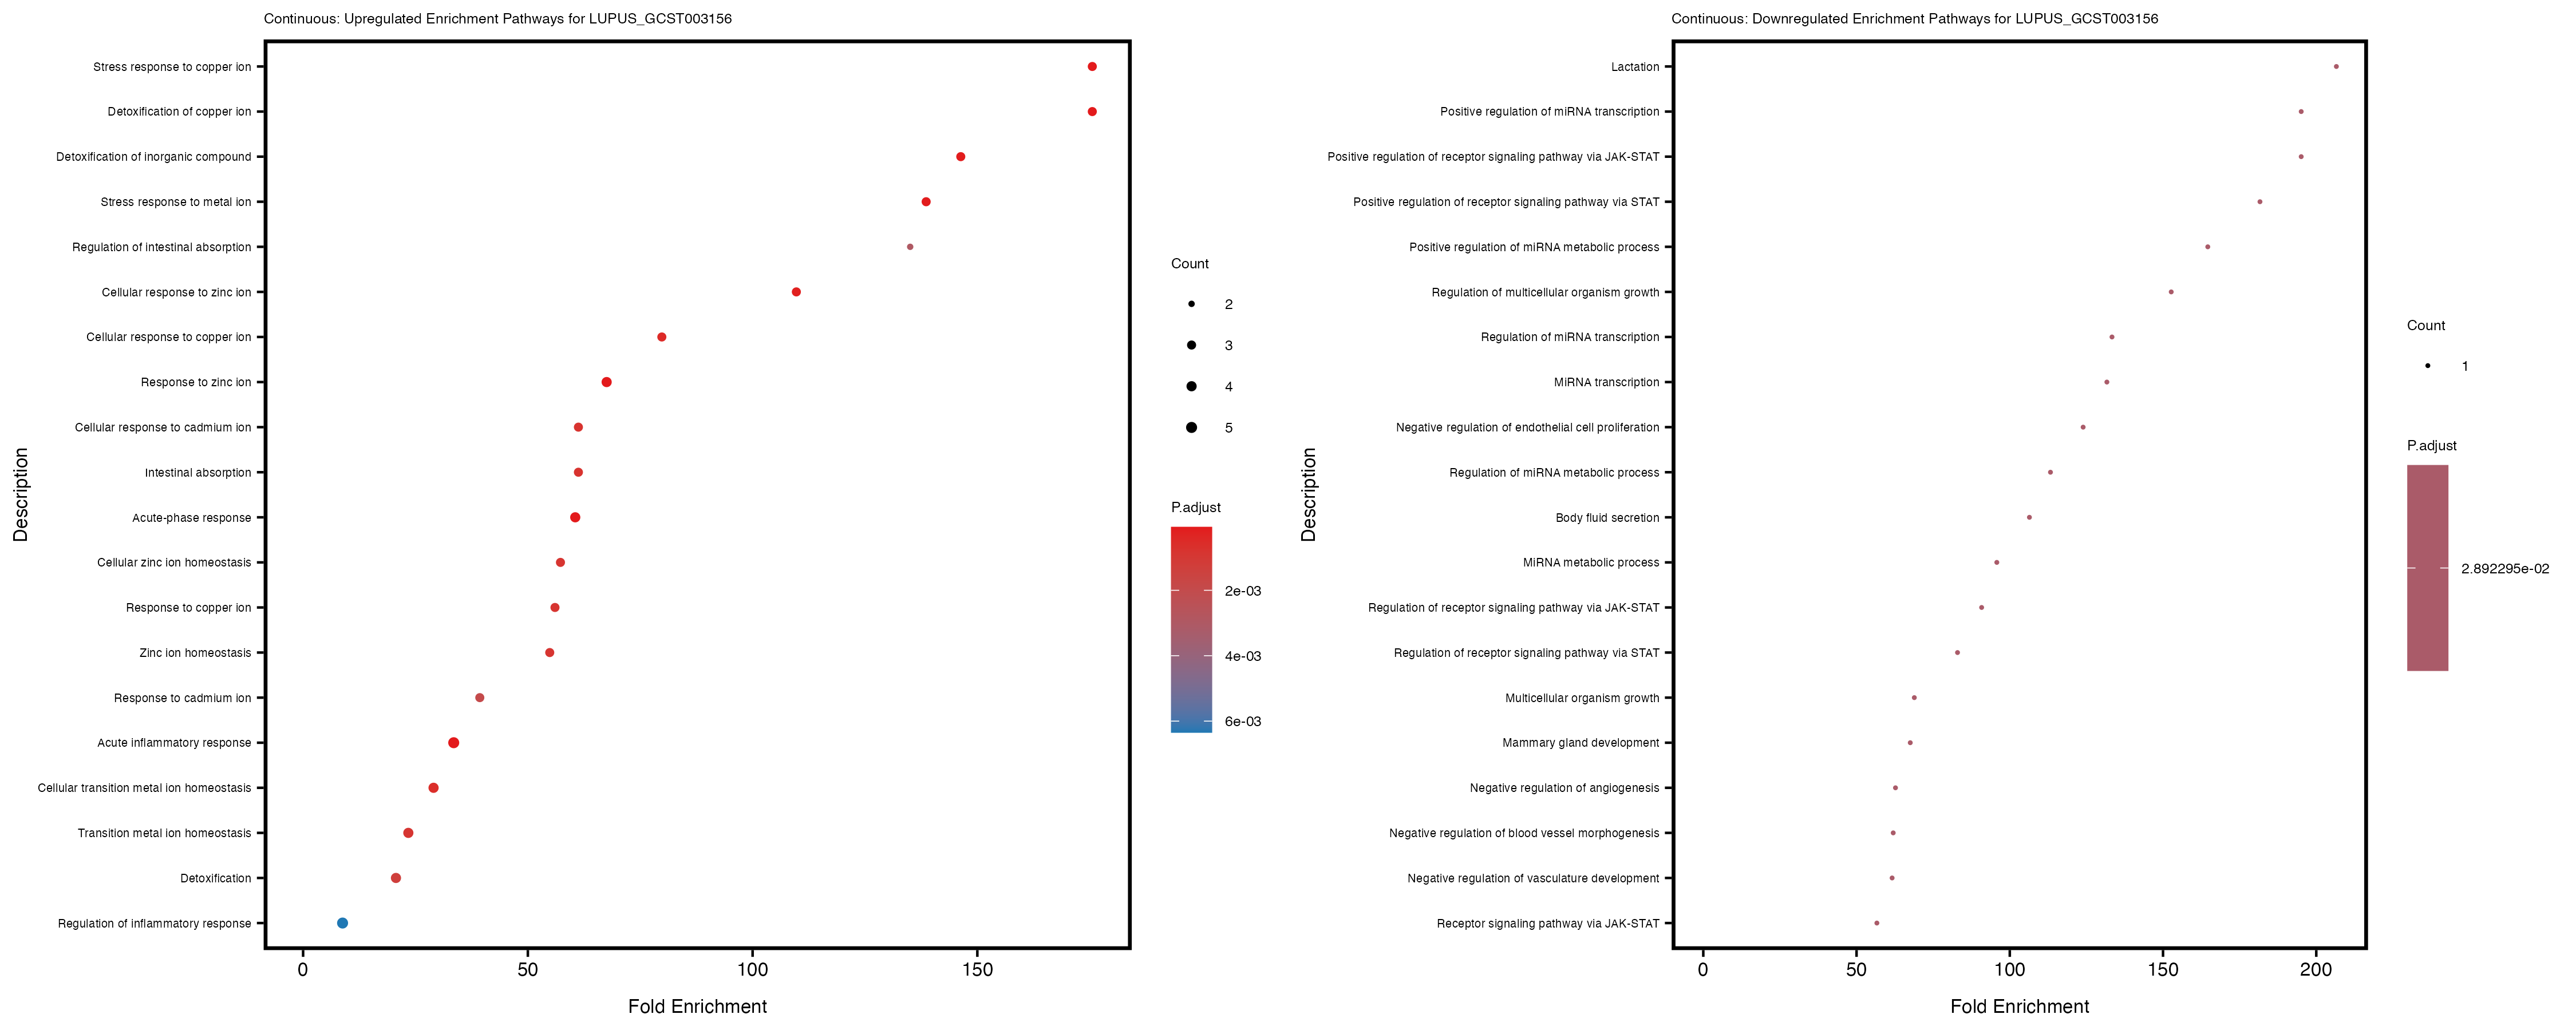 Continuous: Upregulated Enrichment Pathways for LUPUS_GCST003156
Description
Stress response to copper ion
Detoxification of copper ion
Detoxification of inorganic compound
Stress response to metal ion
Regulation of intestinal absorption
Cellular response to zinc ion
Cellular response to copper ion
Response to zinc ion
Cellular response to cadmium ion
Intestinal absorption
Acute-phase response
Cellular zinc ion homeostasis
Response to copper ion
Zinc ion homeostasis
Response to cadmium ion
Acute inflammatory response
Cellular transition metal ion homeostasis
Transition metal ion homeostasis
Detoxification
Regulation of inflammatory response
0 50 100 150
Fold Enrichment
Count
2
3
4
5
P.adjust
2e-03
4e-03
6e-03
Continuous: Downregulated Enrichment Pathways for LUPUS_GCST003156
Description
Lactation
Positive regulation of miRNA transcription
Positive regulation of receptor signaling pathway via JAK-STAT
Positive regulation of receptor signaling pathway via STAT
Positive regulation of miRNA metabolic process
Regulation of multicellular organism growth
Regulation of miRNA transcription
MiRNA transcription
Negative regulation of endothelial cell proliferation
Regulation of miRNA metabolic process
Body fluid secretion
MiRNA metabolic process
Regulation of receptor signaling pathway via JAK-STAT
Regulation of receptor signaling pathway via STAT
Multicellular organism growth
Mammary gland development
Negative regulation of angiogenesis
Negative regulation of blood vessel morphogenesis
Negative regulation of vasculature development
Receptor signaling pathway via JAK-STAT
0 50 100 150 200
Fold Enrichment
Count
1
P.adjust
2.892295e-02